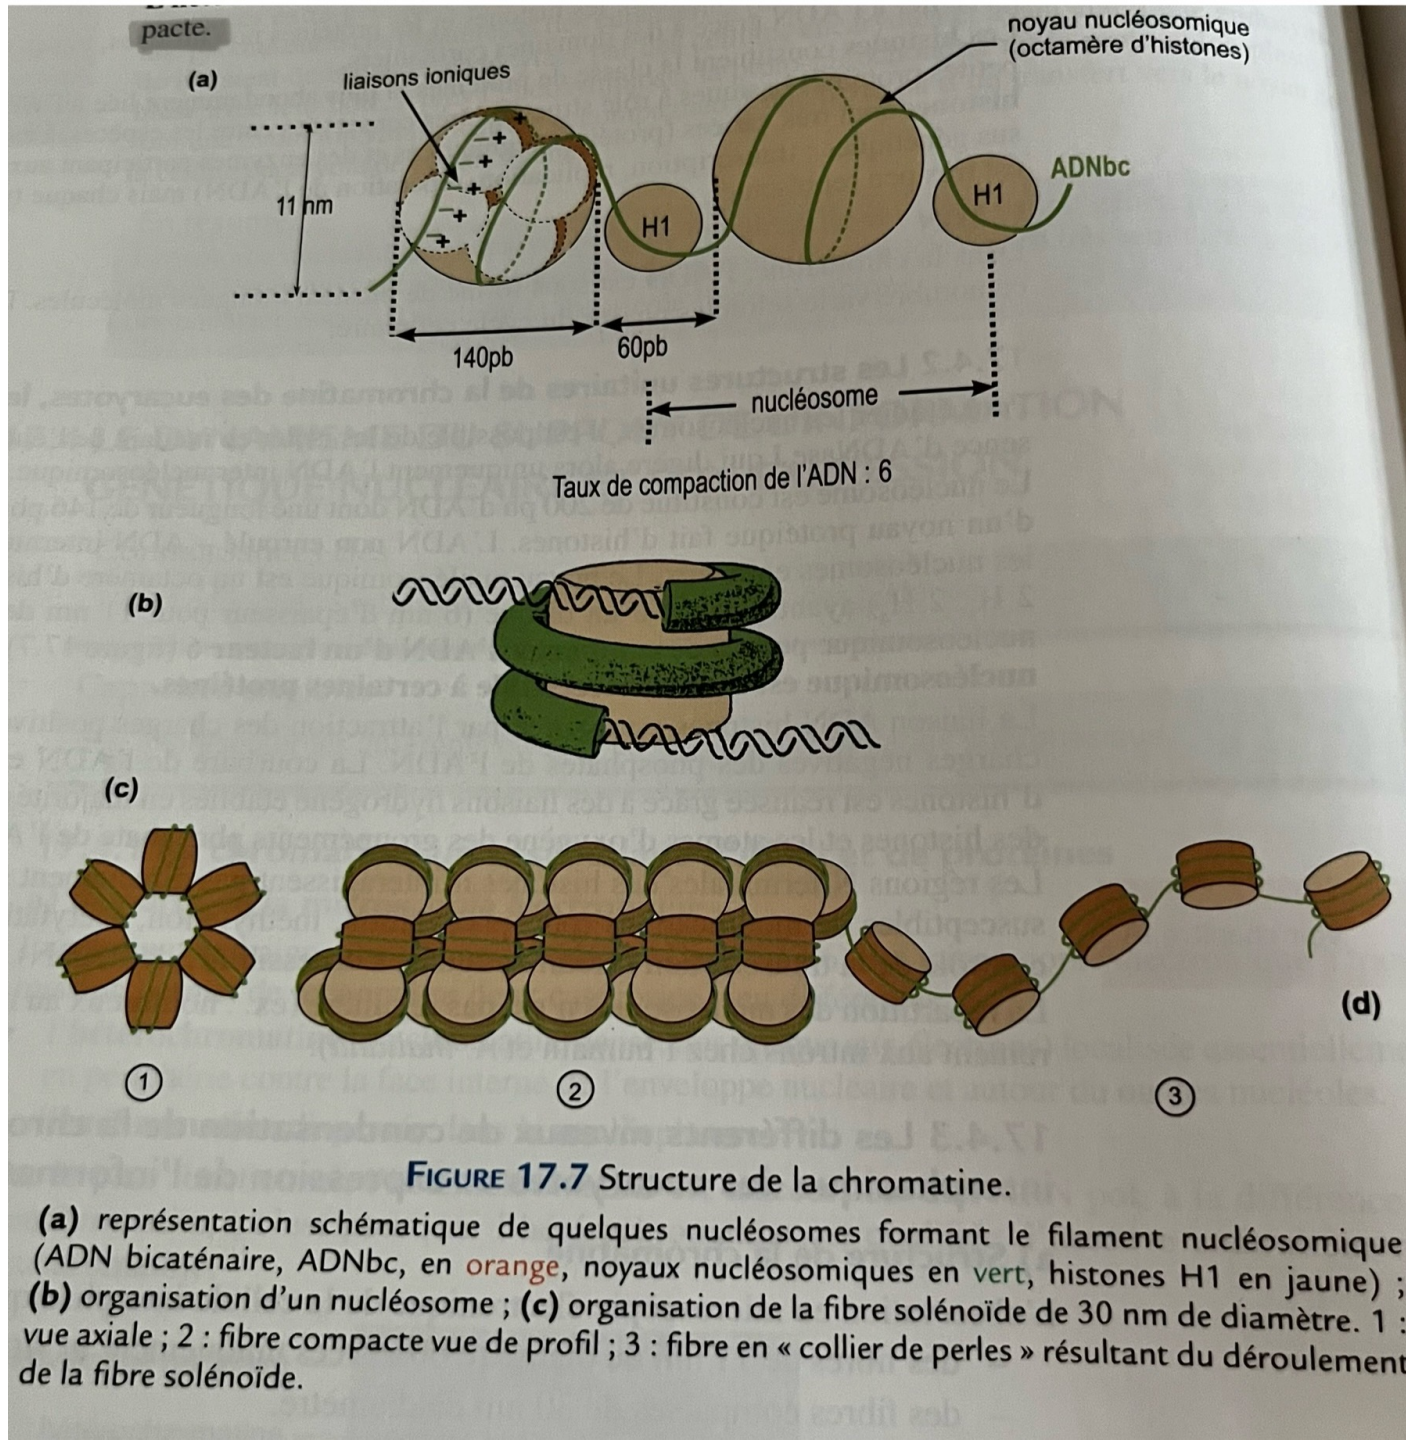 pacte.
(a)
liaisons ioniques
noyau nucléosomique
(octamère d'histones)
ADNbc
11 nm
H1
H1
140pb
60pb
nucléosome
Taux de compaction de l'ADN : 6
(b)
(c)
(d)
1
2
3
FIGURE 17.7 Structure de la chromatine.
(a) représentation schématique de quelques nucléosomes formant le filament nucléosomique
(ADN bicaténaire, ADNbc, en orange, noyaux nucléosomiques en vert, histones H1 en jaune) ;
(b) organisation d'un nucléosome ; (c) organisation de la fibre solénoïde de 30 nm de diamètre. 1 :
vue axiale ; 2 : fibre compacte vue de profil ; 3 : fibre en « collier de perles » résultant du déroulement
de la fibre solénoïde.